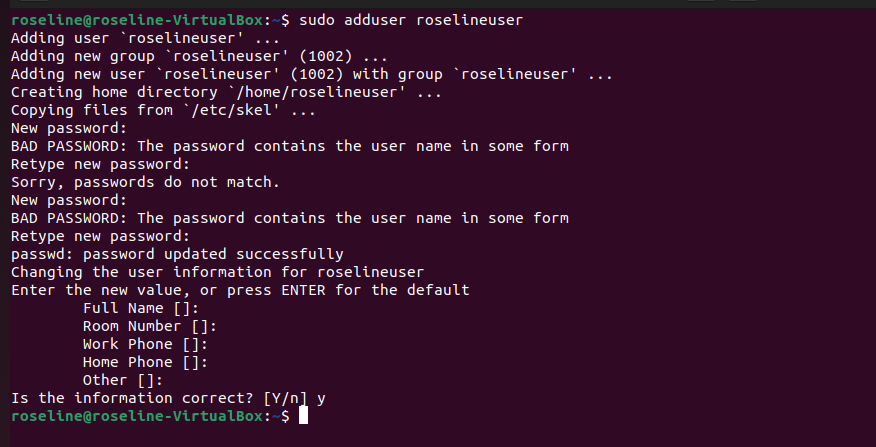 roseline@roseline-VirtualBox:~$ sudo adduser roselineuser
Adding user `roselineuser' ...
Adding new group `roselineuser' (1002) ...
Adding new user `roselineuser' (1002) with group `roselineuser' ...
Creating home directory `/home/roselineuser' ...
Copying files from `/etc/skel' ...
New password:
BAD PASSWORD: The password contains the user name in some form
Retype new password:
Sorry, passwords do not match.
New password:
BAD PASSWORD: The password contains the user name in some form
Retype new password:
passwd: password updated successfully
Changing the user information for roselineuser
Enter the new value, or press ENTER for the default
        Full Name []:
        Room Number []:
        Work Phone []:
        Home Phone []:
        Other []:
Is the information correct? [Y/n] y
roseline@roseline-VirtualBox:~$